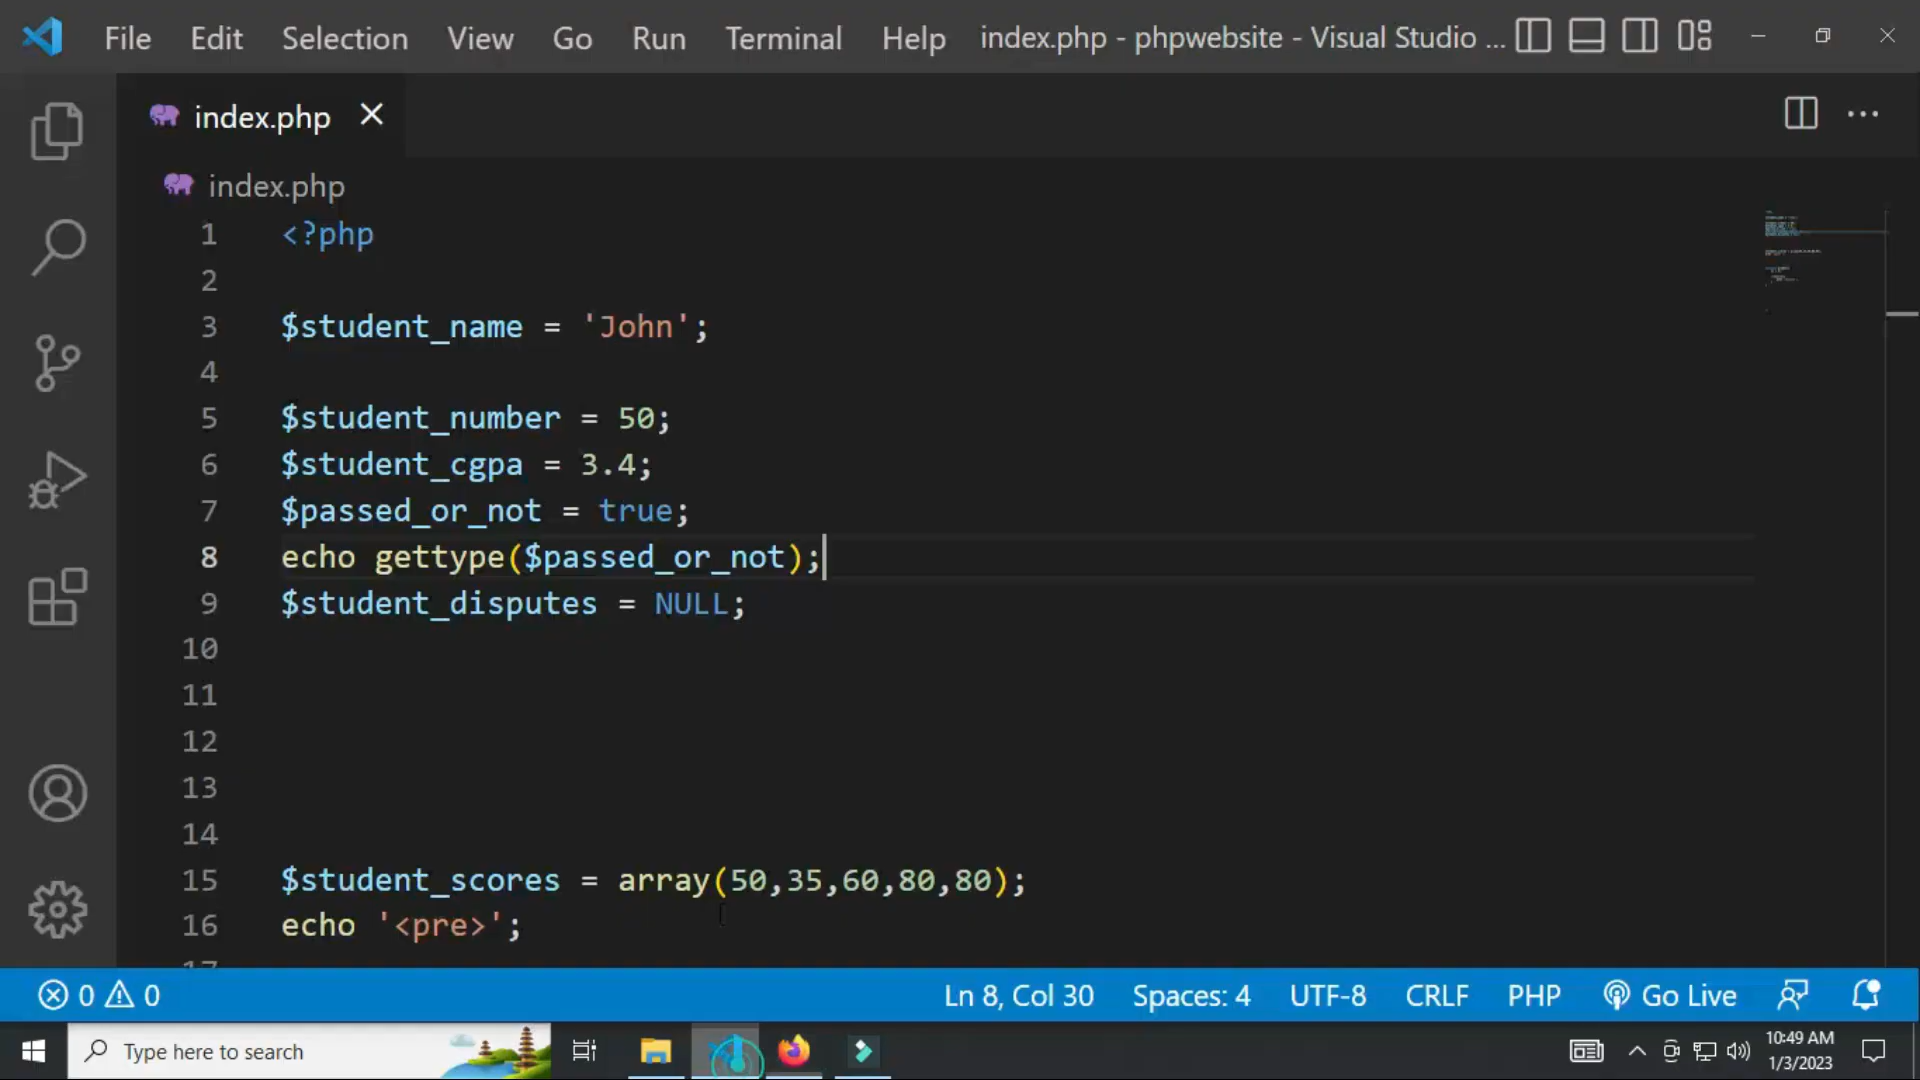 File Edit Selection View Go Run Terminal Help index.php - phpwebsite - Visual Studio ...
index.php
index.php
1 <?php
2
3 $student_name = 'John';
4
5 $student_number = 50;
6 $student_cgpa = 3.4;
7 $passed_or_not = true;
8 echo gettype($passed_or_not);
9 $student_disputes = NULL;
10
11
12
13
14
15 $student_scores = array(50,35,60,80,80);
16 echo '<pre>';
17
0 0 Ln 8, Col 30 Spaces: 4 UTF-8 CRLF PHP Go Live
Type here to search
10:49 AM
1/3/2023